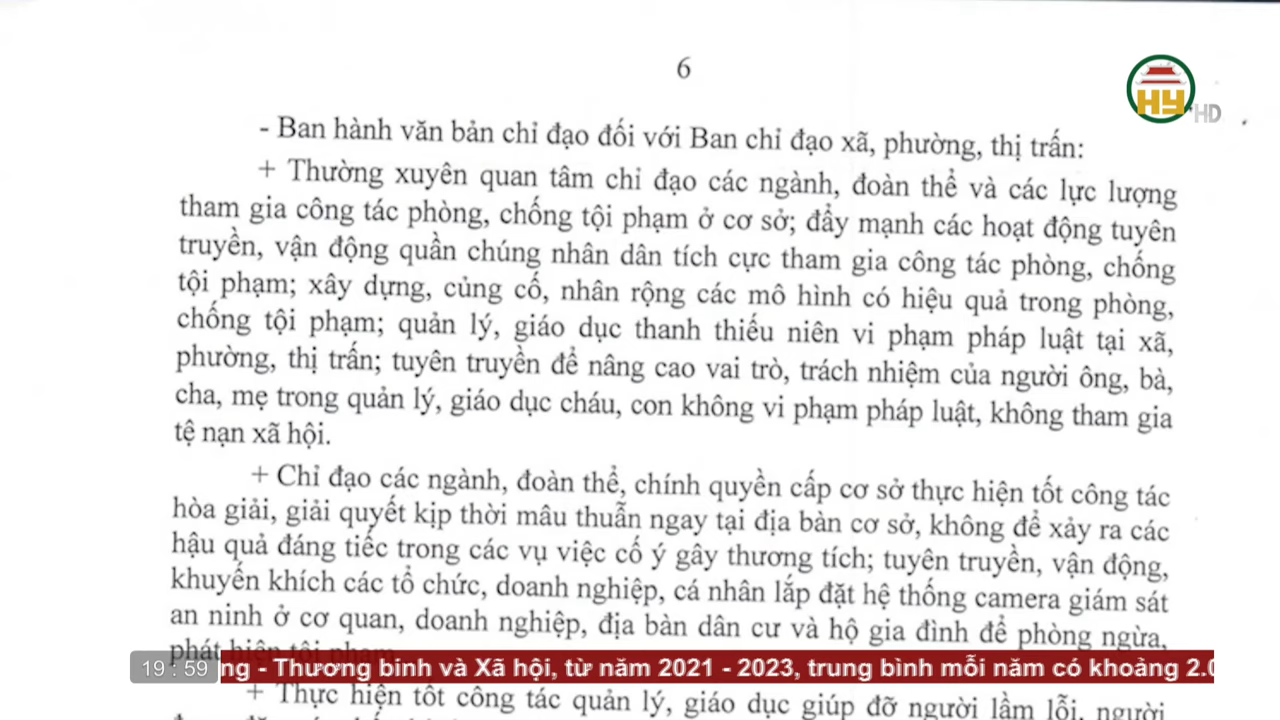 6
HY HD
- Ban hành văn bản chỉ đạo đối với Ban chỉ đạo xã, phường, thị trấn:
+ Thường xuyên quan tâm chỉ đạo các ngành, đoàn thể và các lực lượng
tham gia công tác phòng, chống tội phạm ở cơ sở; đẩy mạnh các hoạt động tuyên
truyền, vận động quần chúng nhân dân tích cực tham gia công tác phòng, chống
tội phạm; xây dựng, củng cố, nhân rộng các mô hình có hiệu quả trong phòng,
chống tội phạm; quản lý, giáo dục thanh thiếu niên vi phạm pháp luật tại xã,
phường, thị trấn; tuyên truyền để nâng cao vai trò, trách nhiệm của người ông, bà,
cha, mẹ trong quản lý, giáo dục cháu, con không vi phạm pháp luật, không tham gia
tệ nạn xã hội.
+ Chỉ đạo các ngành, đoàn thể, chính quyền cấp cơ sở thực hiện tốt công tác
hòa giải, giải quyết kịp thời mâu thuẫn ngay tại địa bàn cơ sở, không để xảy ra các
hậu quả đáng tiếc trong các vụ việc cố ý gây thương tích; tuyên truyền, vận động,
khuyến khích các tổ chức, doanh nghiệp, cá nhân lắp đặt hệ thống camera giám sát
an ninh ở cơ quan, doanh nghiệp, địa bàn dân cư và hộ gia đình để phòng ngừa,
phát hiện tội phạm.
19:59 ng - Thương binh và Xã hội, từ năm 2021 - 2023, trung bình mỗi năm có khoảng 2.0
+ Thực hiện tốt công tác quản lý, giáo dục giúp đỡ người lầm lỗi, người